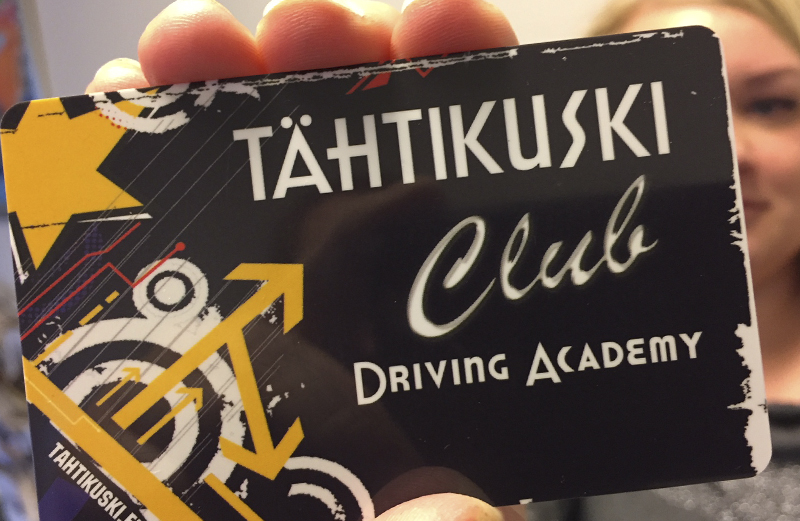 TÄHTIKUSKI
Club
DRIVING ACADEMY
TAHTIKUSKI.F